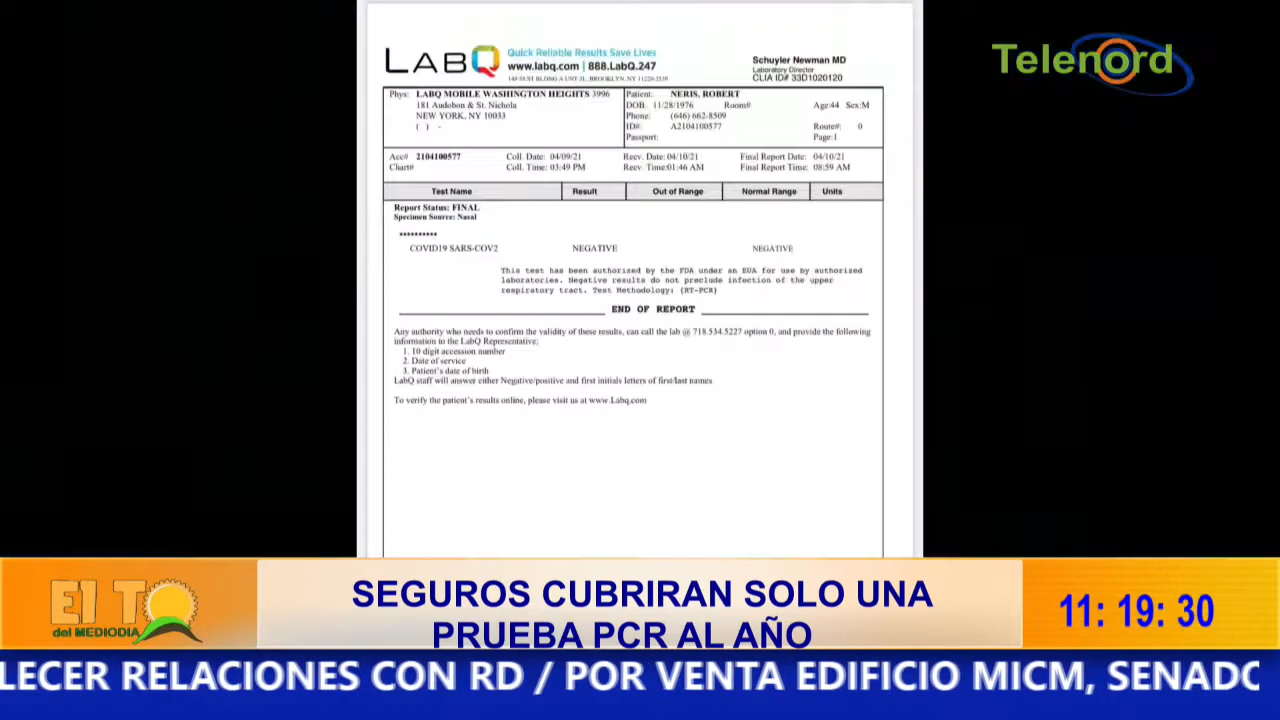 LABQ
Quick Reliable Results Save Lives
www.labq.com | 888.LabQ.247
Schuyler Newman MD
Laboratory Director
CLIA ID# 33D1020120
Telenord
Phys: LABQ MOBILE WASHINGTON HEIGHTS 3996
181 Audobon & St. Nichola
NEW YORK, NY 10033
( ) -
Patient: NERIS, ROBERT
DOB: 11/28/1976 Room#: Age:44 Sex:M
Phone: (646) 662-8509
ID#: A2104100577 Route#: 0
Passport: Page:1
Acc# 2104100577 Coll. Date: 04/09/21 Recv. Date:04/10/21 Final Report Date: 04/10/21
Chart# Coll. Time: 03:49 PM Recv. Time:01:46 AM Final Report Time: 08:59 AM
Test Name Result Out of Range Normal Range Units
Report Status: FINAL
Specimen Source: Nasal
**********
COVID19 SARS-COV2 NEGATIVE NEGATIVE
This test has been authorized by the FDA under an EUA for use by authorized
laboratories. Negative results do not preclude infection of the upper
respiratory tract. Test Methodology: (RT-PCR)
END OF REPORT
Any authority who needs to confirm the validity of these results, can call the lab @ 718.534.5227 option 0, and provide the following
information to the LabQ Representative:
1. 10 digit accession number
2. Date of service
3. Patient's date of birth
LabQ staff will answer either Negative/positive and first initials letters of first/last names
To verify the patient's results online, please visit us at www.Labq.com
El To
del MEDIODIA
SEGUROS CUBRIRAN SOLO UNA
PRUEBA PCR AL AÑO
11: 19: 30
LECER RELACIONES CON RD / POR VENTA EDIFICIO MICM, SENADO